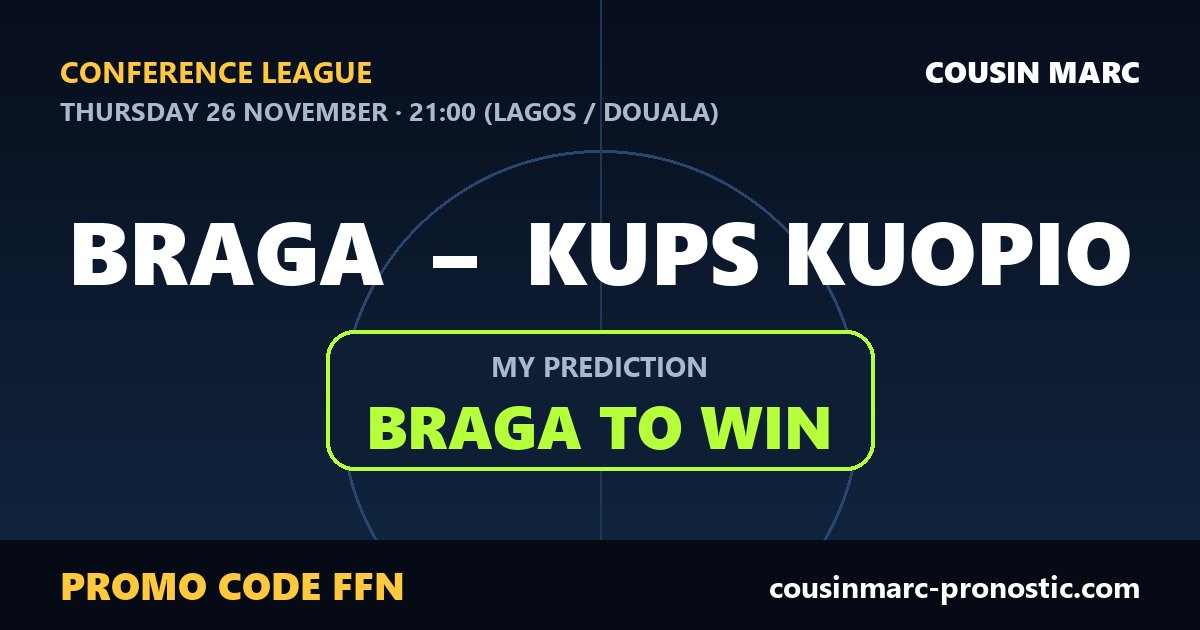 CONFERENCE LEAGUE
COUSIN MARC
THURSDAY 26 NOVEMBER · 21:00 (LAGOS / DOUALA)
BRAGA – KUPS KUOPIO
MY PREDICTION
BRAGA TO WIN
PROMO CODE FFN
cousinmarc-pronostic.com